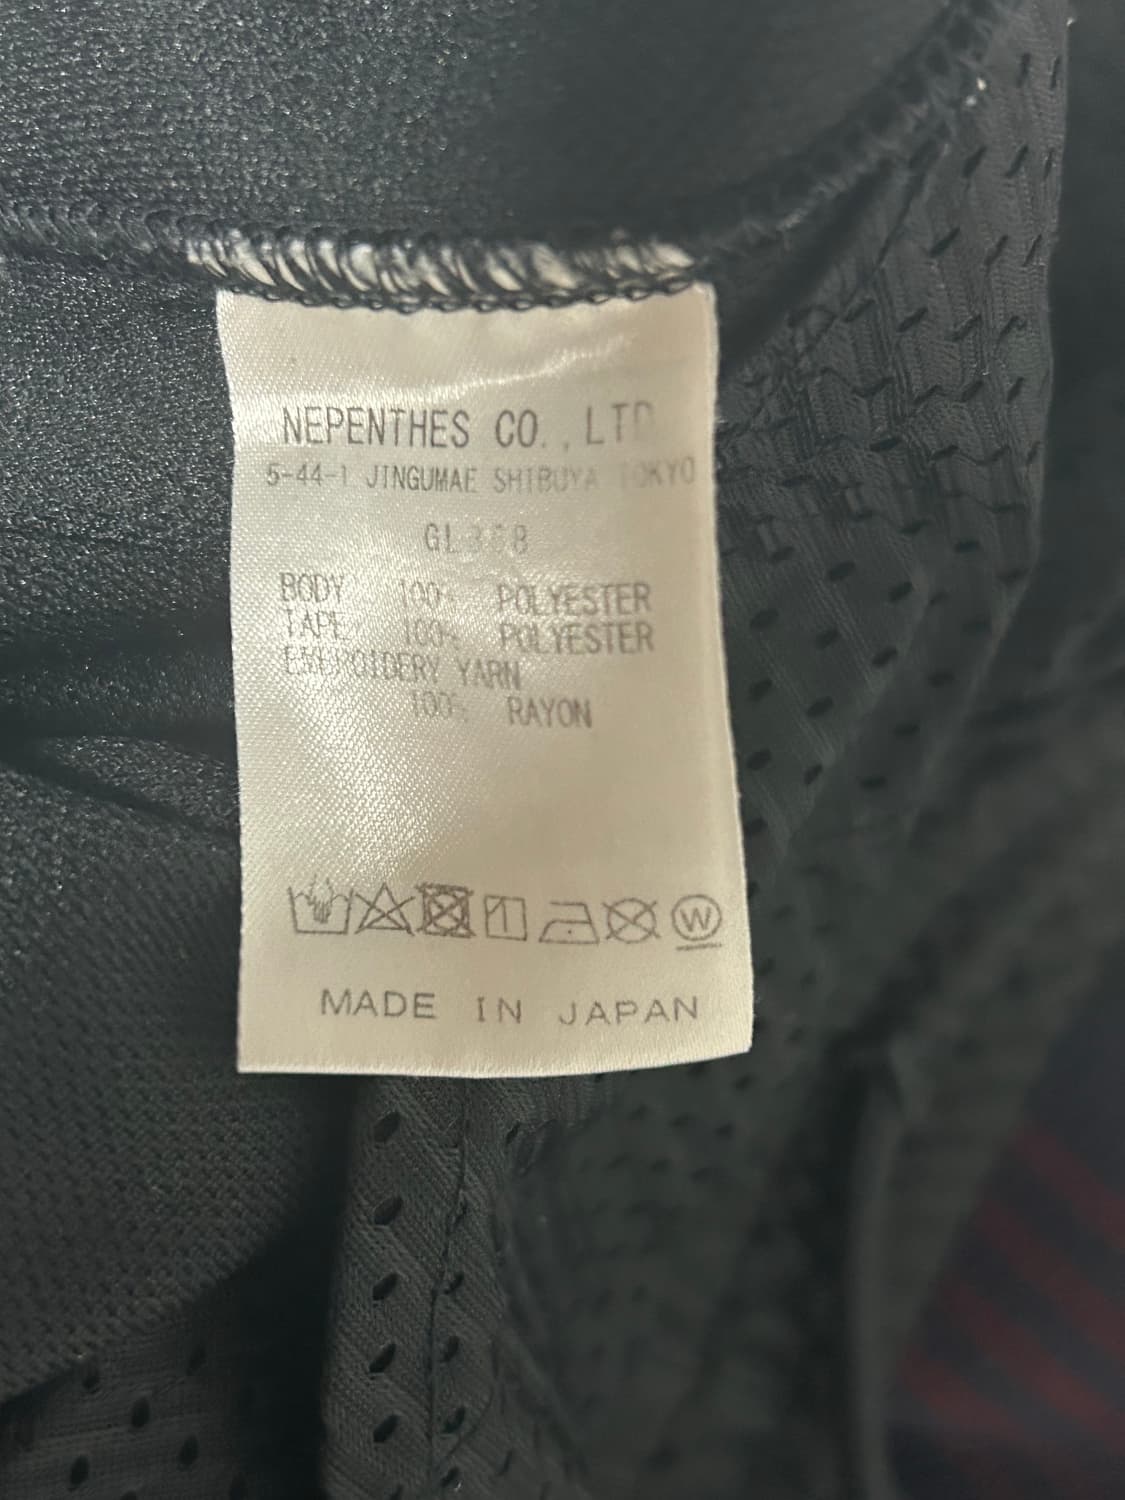 NEPENTHES CO., LTD
5-44-1 JINGUMAE SHIBUYA TOKYO
BODY 100% POLYESTER
TAPE 100% POLYESTER
EMBROIDERY YARN
100% RAYON
1
W
MADE IN JAPAN